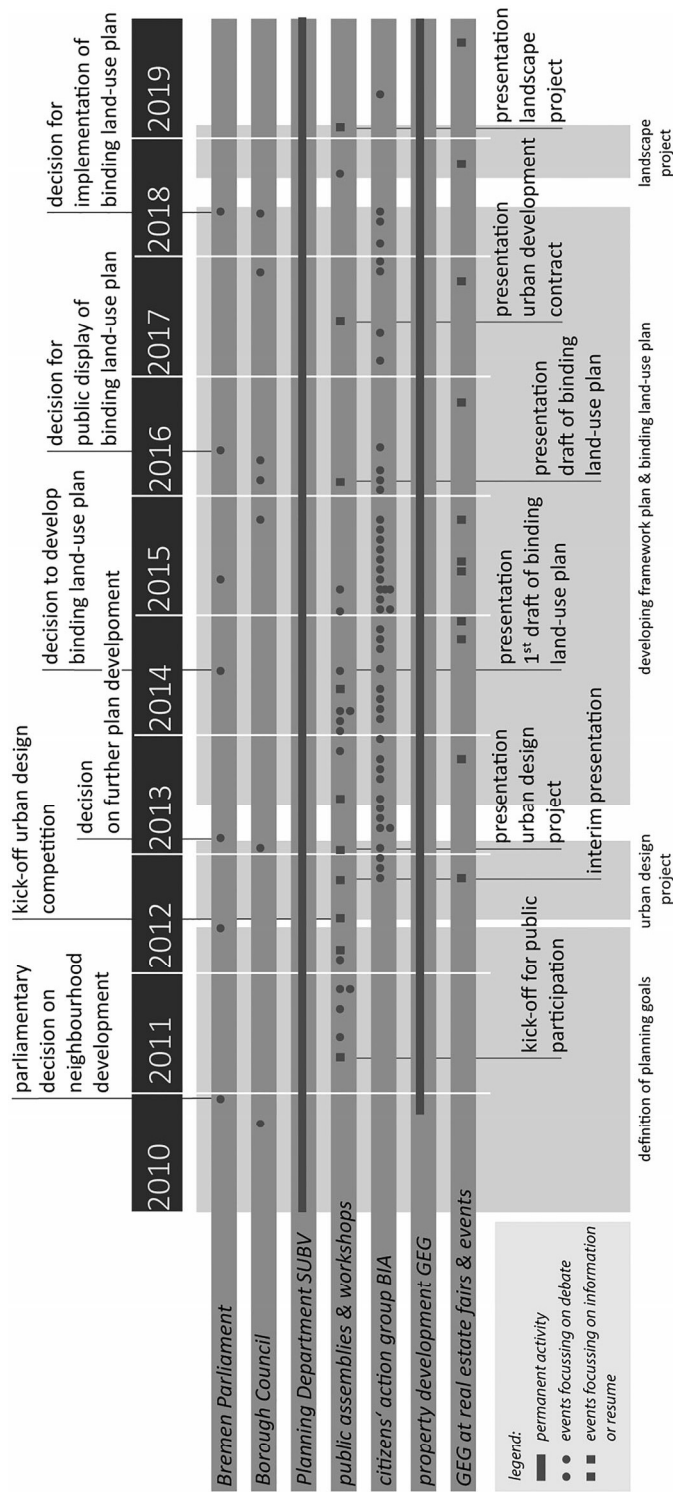 parliamentary
decision on
neighbourhood
development
kick-off urban design
competition
decision
on further plan develpoment
decision to develop
binding land-use plan
decision for
public display of
binding land-use plan
decision for
implementation of
binding land-use plan
2010
2011
2012
2013
2014
2015
2016
2017
2018
2019
Bremen Parliament
Borough Council
Planning Department SUBV
public assemblies & workshops
citizens' action group BIA
property development GEG
GEG at real estate fairs & events
kick-off for public
participation
interim presentation
presentation
urban design
project
presentation
1st draft of binding
land-use plan
presentation
draft of binding
land-use plan
presentation
urban development
contract
presentation
landscape
project
legend:
permanent activity
events focussing on debate
events focussing on information
or resume
definition of planning goals
urban design
project
developing framework plan & binding land-use plan
landscape
project